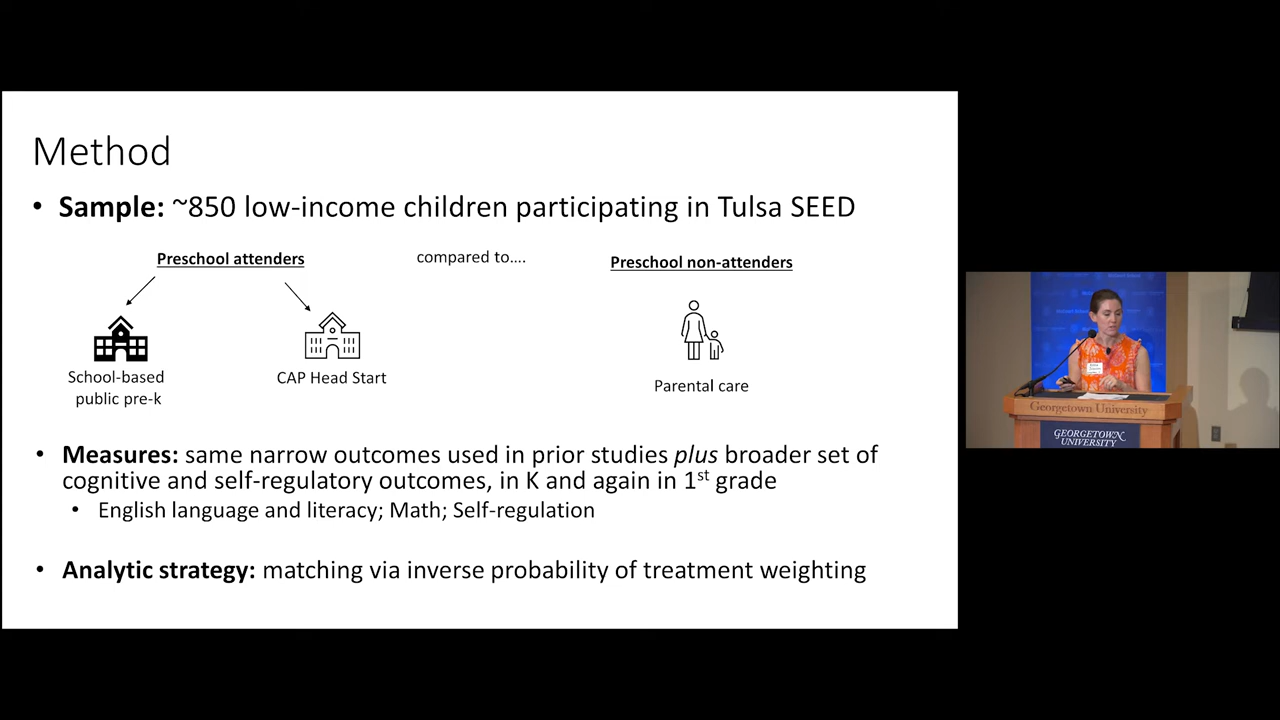 Method
• Sample: ~850 low-income children participating in Tulsa SEED
Preschool attenders
compared to....
Preschool non-attenders
School-based
public pre-k
CAP Head Start
Parental care
• Measures: same narrow outcomes used in prior studies plus broader set of
cognitive and self-regulatory outcomes, in K and again in 1st grade
• English language and literacy; Math; Self-regulation
• Analytic strategy: matching via inverse probability of treatment weighting
Georgetown University
GEORGETOWN
UNIVERSITY